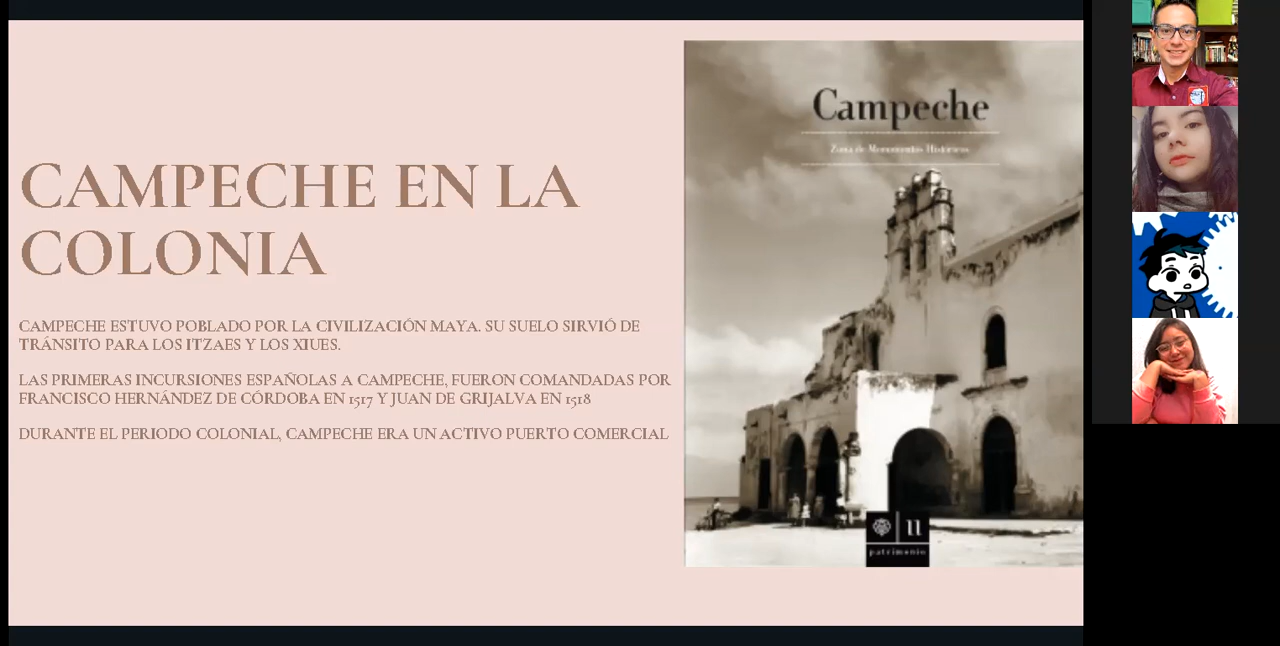 CAMPECHE EN LA
COLONIA
CAMPECHE ESTUVO POBLADO POR LA CIVILIZACIÓN MAYA. SU SUELO SIRVIÓ DE
TRÁNSITO PARA LOS ITZAES Y LOS XIUES.
LAS PRIMERAS INCURSIONES ESPAÑOLAS A CAMPECHE, FUERON COMANDADAS POR
FRANCISCO HERNÁNDEZ DE CÓRDOBA EN 1517 Y JUAN DE GRIJALVA EN 1518
DURANTE EL PERIODO COLONIAL, CAMPECHE ERA UN ACTIVO PUERTO COMERCIAL
Campeche
Zona de Monumentos Históricos
11
patrimonio